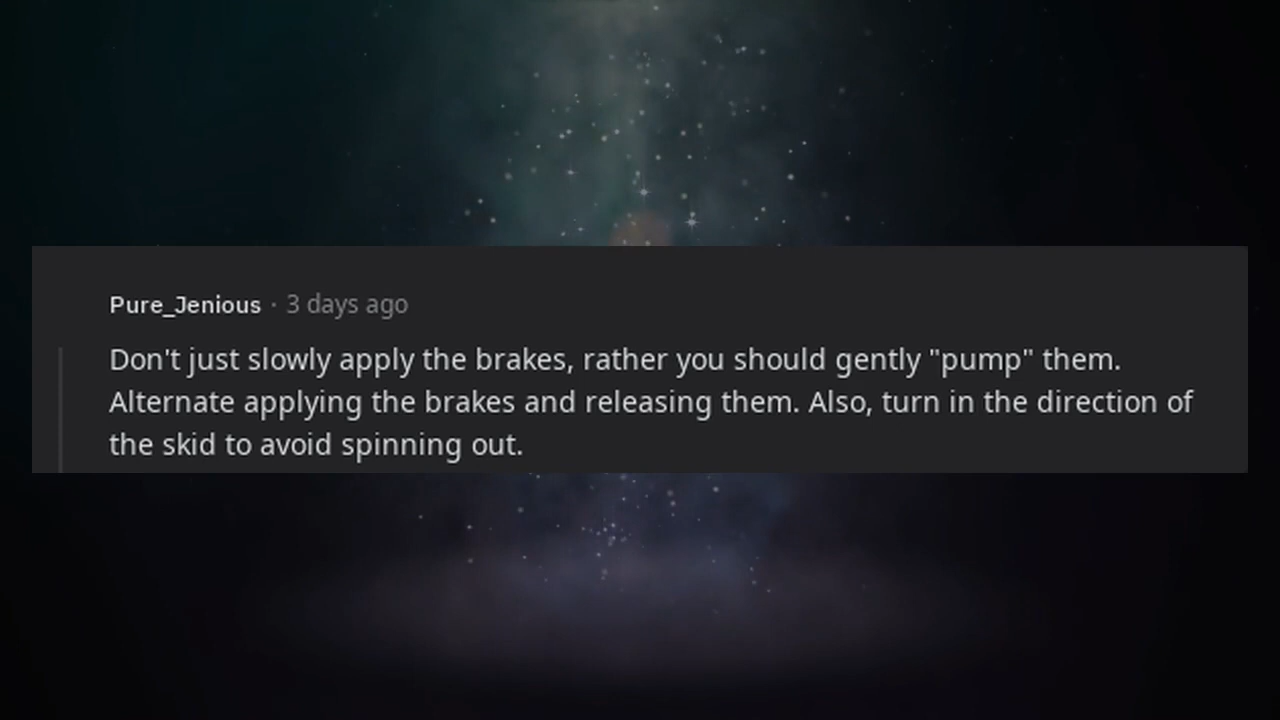 Pure_Jenious · 3 days ago
Don't just slowly apply the brakes, rather you should gently "pump" them.
Alternate applying the brakes and releasing them. Also, turn in the direction of
the skid to avoid spinning out.